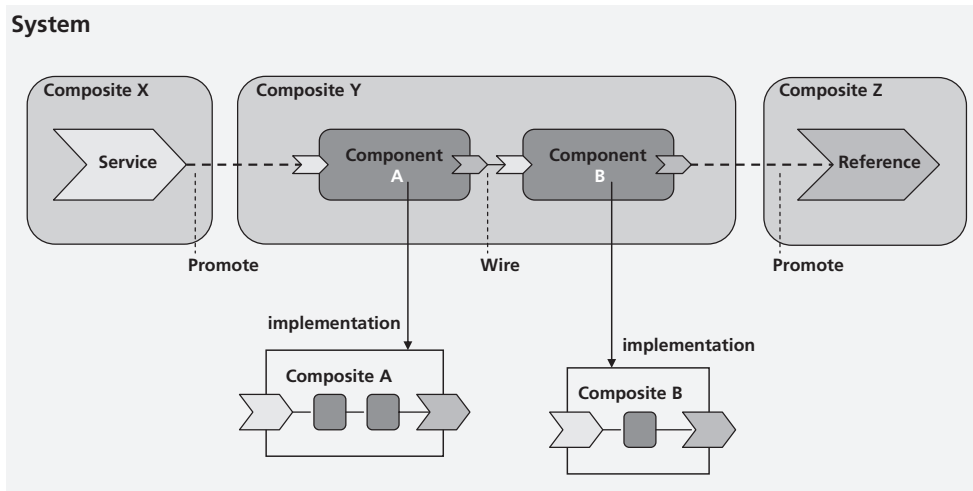 System
Composite X
Composite Y
Composite Z
Service
Component
A
Component
B
Reference
Promote
Wire
Promote
implementation
implementation
Composite A
Composite B